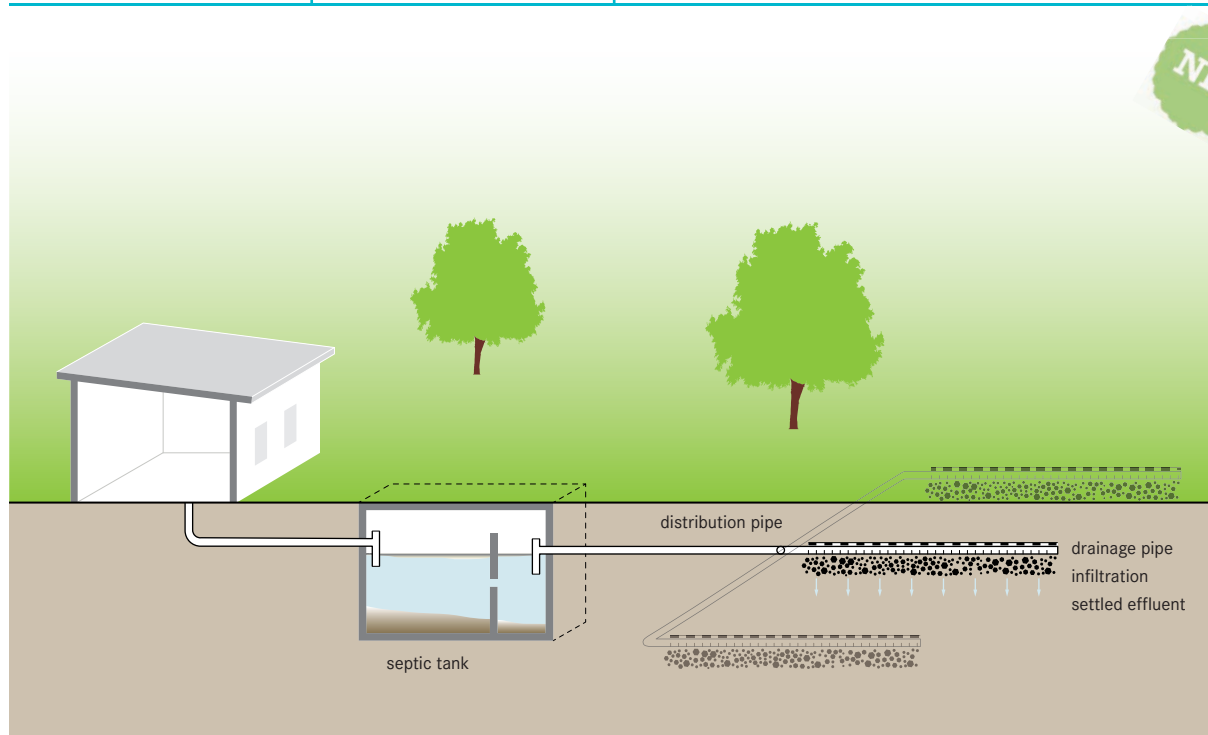 distribution pipe
drainage pipe
infiltration
settled effluent
septic tank